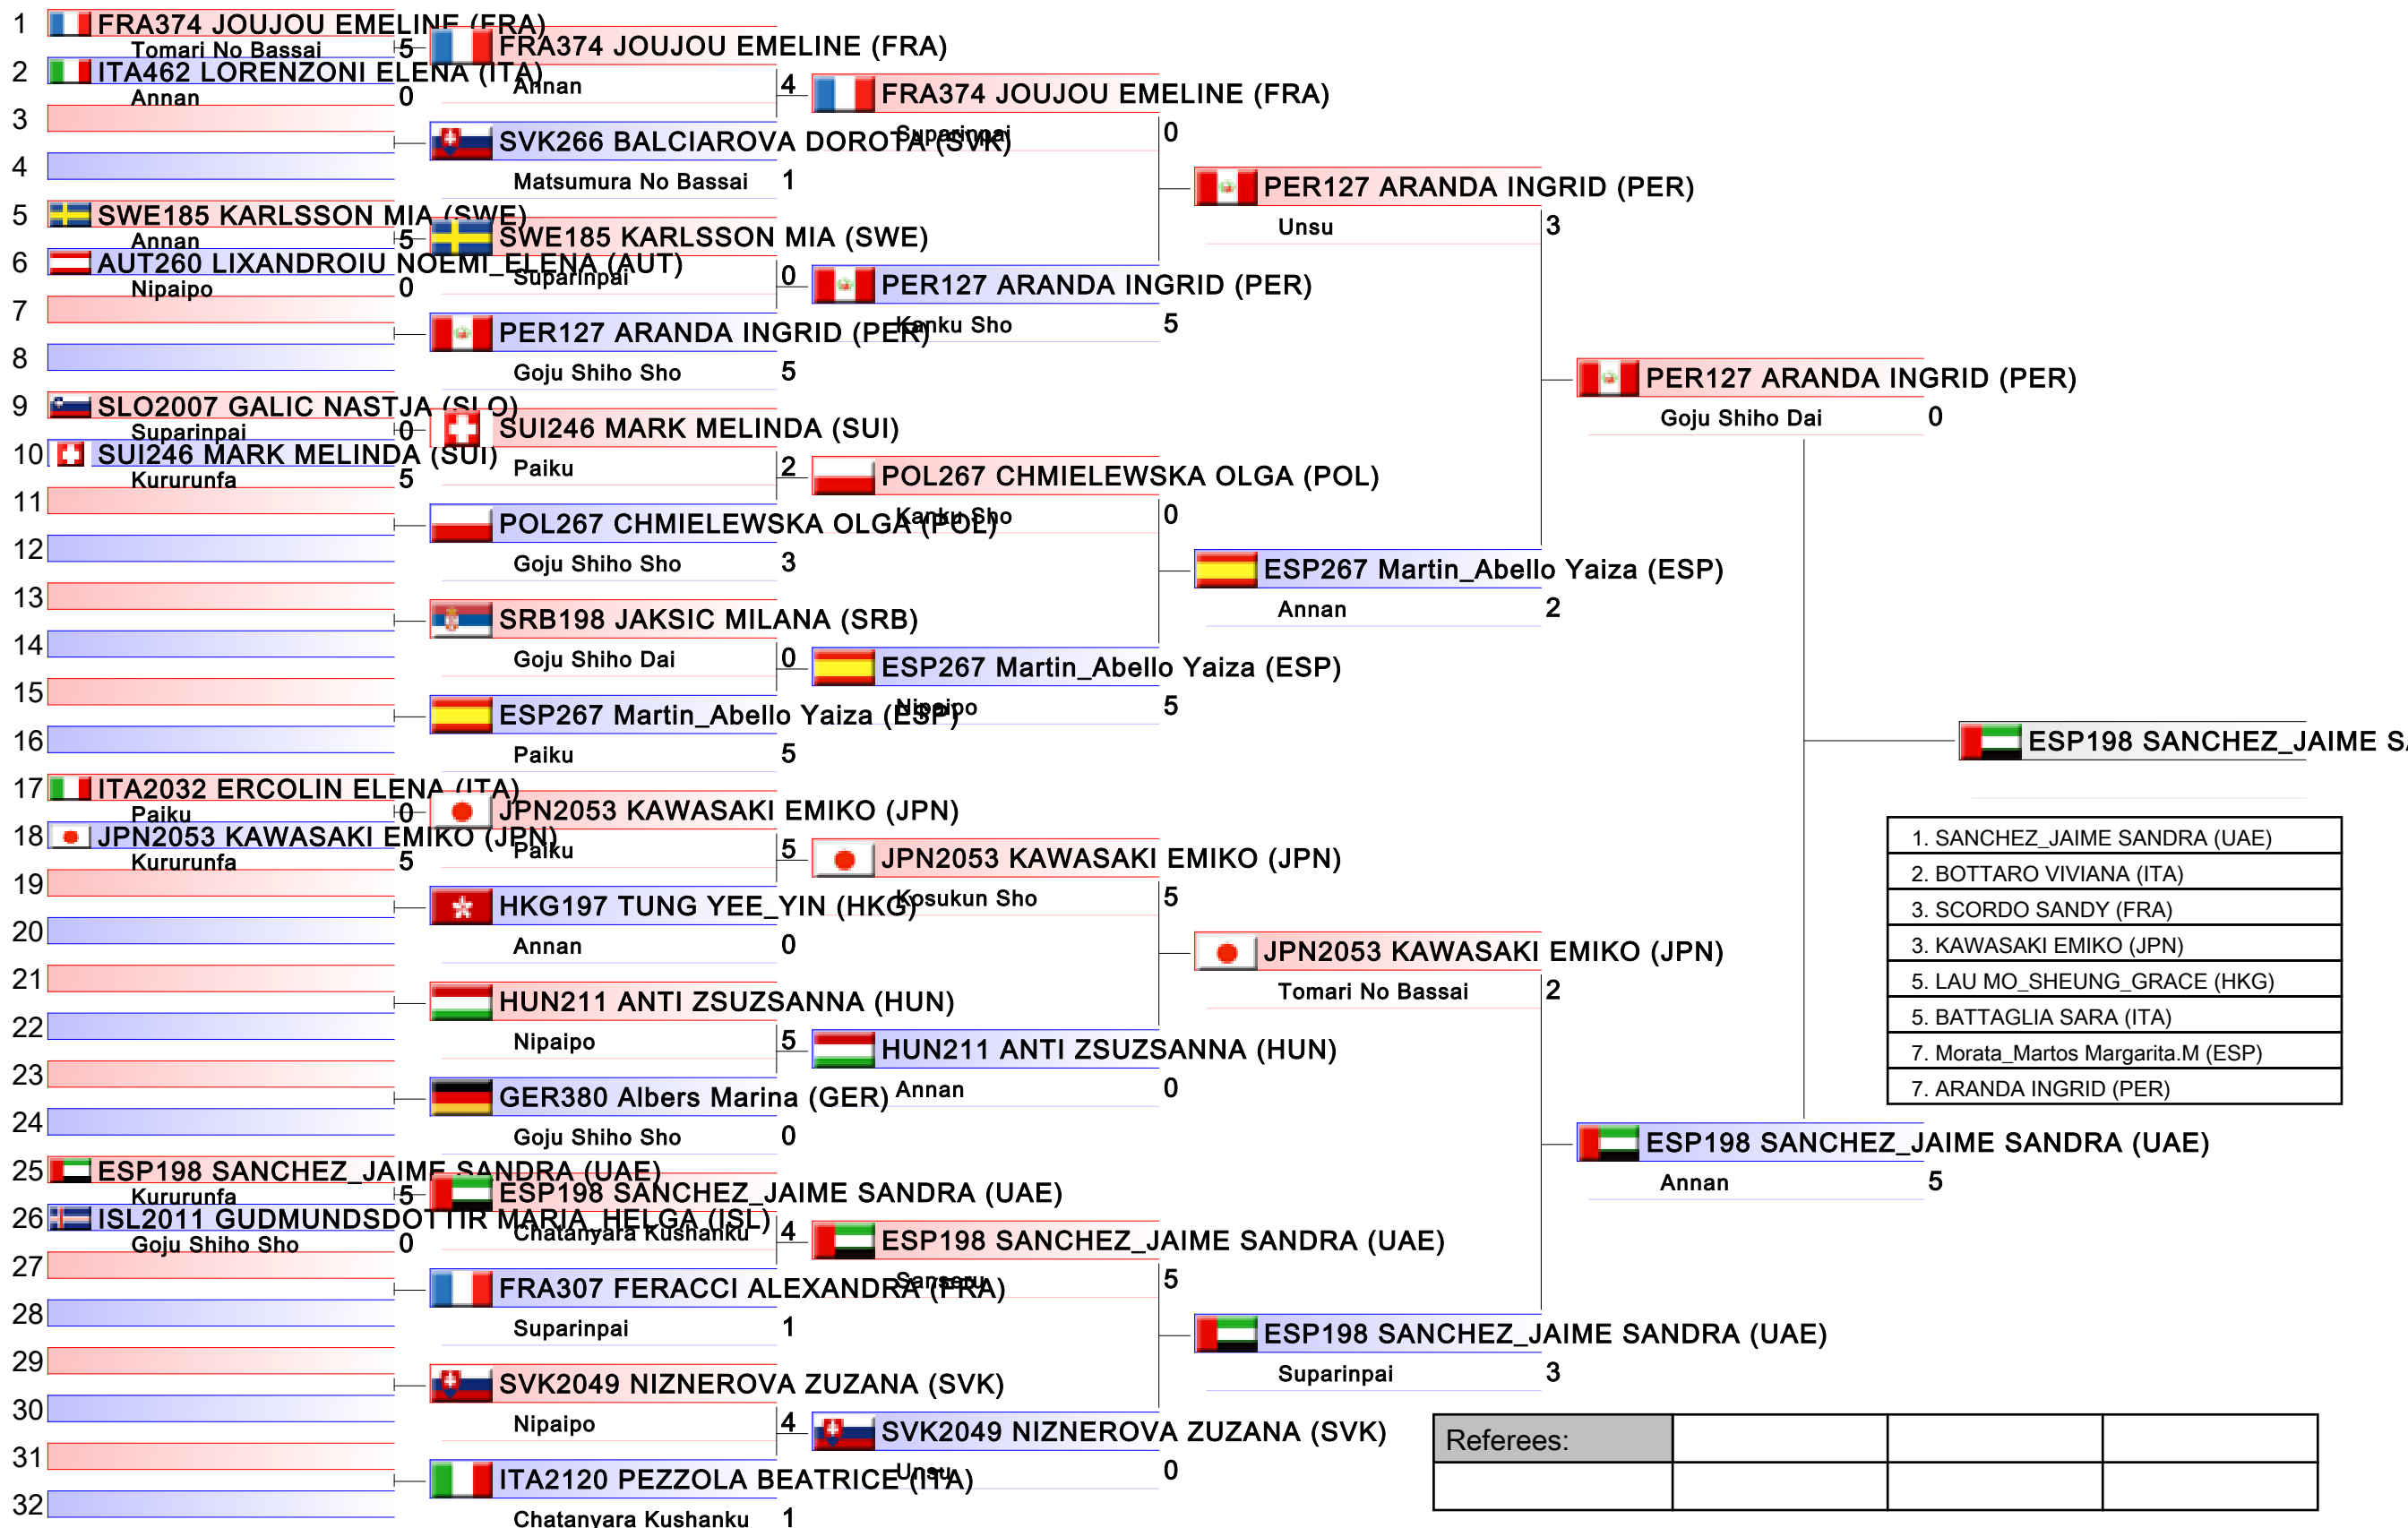 1 FRA374 JOUJOU EMELINE (FRA)
Tomari No Bassai 5
2 ITA462 LORENZONI ELENA (ITA)
Annan 0
3
4
5 SWE185 KARLSSON MIA (SWE)
Annan 5
6 AUT260 LIXANDROIU NOEMI_ELENA (AUT)
Nipaipo 0
7
8
9 SLO2007 GALIC NASTJA (SLO)
Suparinpai 0
10 SUI246 MARK MELINDA (SUI)
Kururunfa 5
11
12
13
14
15
16
17 ITA2032 ERCOLIN ELENA (ITA)
Paiku 0
18 JPN2053 KAWASAKI EMIKO (JPN)
Kururunfa 5
19
20
21
22
23
24
25 ESP198 SANCHEZ_JAIME SANDRA (UAE)
Kururunfa 5
26 ISL2011 GUDMUNDSDOTTIR MARIA_HELGA (ISL)
Goju Shiho Sho 0
27
28
29
30
31
32
FRA374 JOUJOU EMELINE (FRA)
Annan 4
SVK266 BALCIAROVA DOROTA (SVK)
Matsumura No Bassai 1
SWE185 KARLSSON MIA (SWE)
Suparinpai 0
PER127 ARANDA INGRID (PER)
Goju Shiho Sho 5
SUI246 MARK MELINDA (SUI)
Paiku 2
POL267 CHMIELEWSKA OLGA (POL)
Goju Shiho Sho 3
SRB198 JAKSIC MILANA (SRB)
Goju Shiho Dai 0
ESP267 Martin_Abello Yaiza (ESP)
Paiku 5
JPN2053 KAWASAKI EMIKO (JPN)
Paiku 5
HKG197 TUNG YEE_YIN (HKG)
Annan 0
HUN211 ANTI ZSUZSANNA (HUN)
Nipaipo 5
GER380 Albers Marina (GER)
Goju Shiho Sho 0
ESP198 SANCHEZ_JAIME SANDRA (UAE)
Chatanyara Kushanku 4
FRA307 FERACCI ALEXANDRA (FRA)
Suparinpai 1
SVK2049 NIZNEROVA ZUZANA (SVK)
Nipaipo 4
ITA2120 PEZZOLA BEATRICE (ITA)
Chatanyara Kushanku 1
FRA374 JOUJOU EMELINE (FRA)
Suparinpai 0
PER127 ARANDA INGRID (PER)
Kanku Sho 5
POL267 CHMIELEWSKA OLGA (POL)
Kanku Sho 0
ESP267 Martin_Abello Yaiza (ESP)
Nipaipo 5
JPN2053 KAWASAKI EMIKO (JPN)
Kosukun Sho 5
HUN211 ANTI ZSUZSANNA (HUN)
Annan 0
ESP198 SANCHEZ_JAIME SANDRA (UAE)
Sanseru 5
SVK2049 NIZNEROVA ZUZANA (SVK)
Unsu 0
PER127 ARANDA INGRID (PER)
Unsu 3
ESP267 Martin_Abello Yaiza (ESP)
Annan 2
JPN2053 KAWASAKI EMIKO (JPN)
Tomari No Bassai 2
ESP198 SANCHEZ_JAIME SANDRA (UAE)
Suparinpai 3
PER127 ARANDA INGRID (PER)
Goju Shiho Dai 0
ESP198 SANCHEZ_JAIME SANDRA (UAE)
Annan 5
ESP198 SANCHEZ_JAIME SA
1. SANCHEZ_JAIME SANDRA (UAE)
2. BOTTARO VIVIANA (ITA)
3. SCORDO SANDY (FRA)
3. KAWASAKI EMIKO (JPN)
5. LAU MO_SHEUNG_GRACE (HKG)
5. BATTAGLIA SARA (ITA)
7. Morata_Martos Margarita.M (ESP)
7. ARANDA INGRID (PER)
Referees: